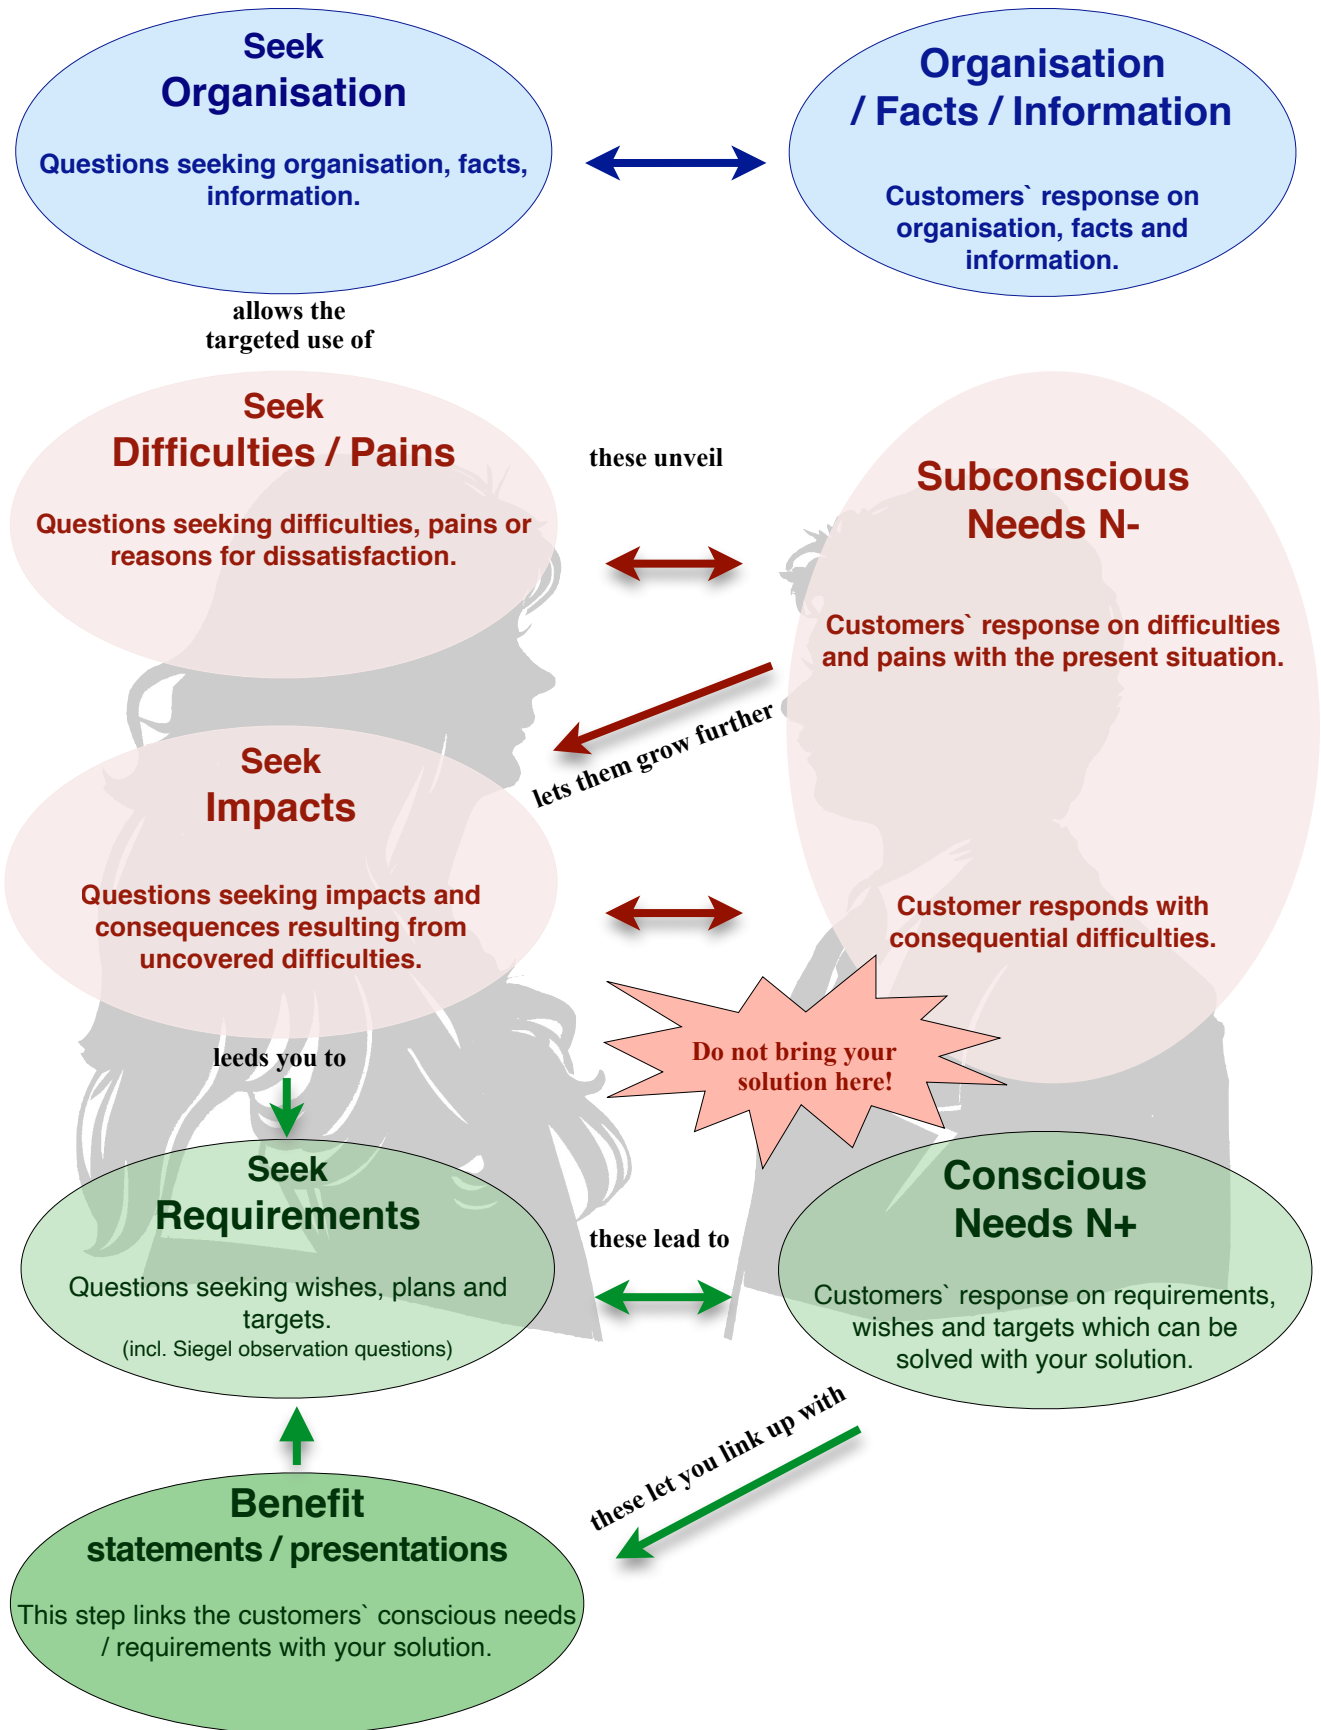 Seek
Organisation
Questions seeking organisation, facts,
information.
Organisation
/ Facts / Information
Customers` response on
organisation, facts and
information.
allows the
targeted use of
Seek
Difficulties / Pains
Questions seeking difficulties, pains or
reasons for dissatisfaction.
these unveil
Subconscious
Needs N-
Customers` response on difficulties
and pains with the present situation.
lets them grow further
Seek
Impacts
Questions seeking impacts and
consequences resulting from
uncovered difficulties.
Customer responds with
consequential difficulties.
Do not bring your
solution here!
leeds you to
Seek
Requirements
Questions seeking wishes, plans and
targets.
(incl. Siegel observation questions)
these lead to
Conscious
Needs N+
Customers` response on requirements,
wishes and targets which can be
solved with your solution.
these let you link up with
Benefit
statements / presentations
This step links the customers` conscious needs
/ requirements with your solution.